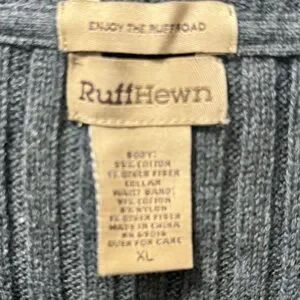 ENJOY THE RUFFROAD
RuffHewn
BODY:
COTTON
OTHER FIBER
COLLAR
WAIST BAND:
COTTON
NYLON
OTHER FIBER
MADE IN CHINA
OVER FOR CARE
XL